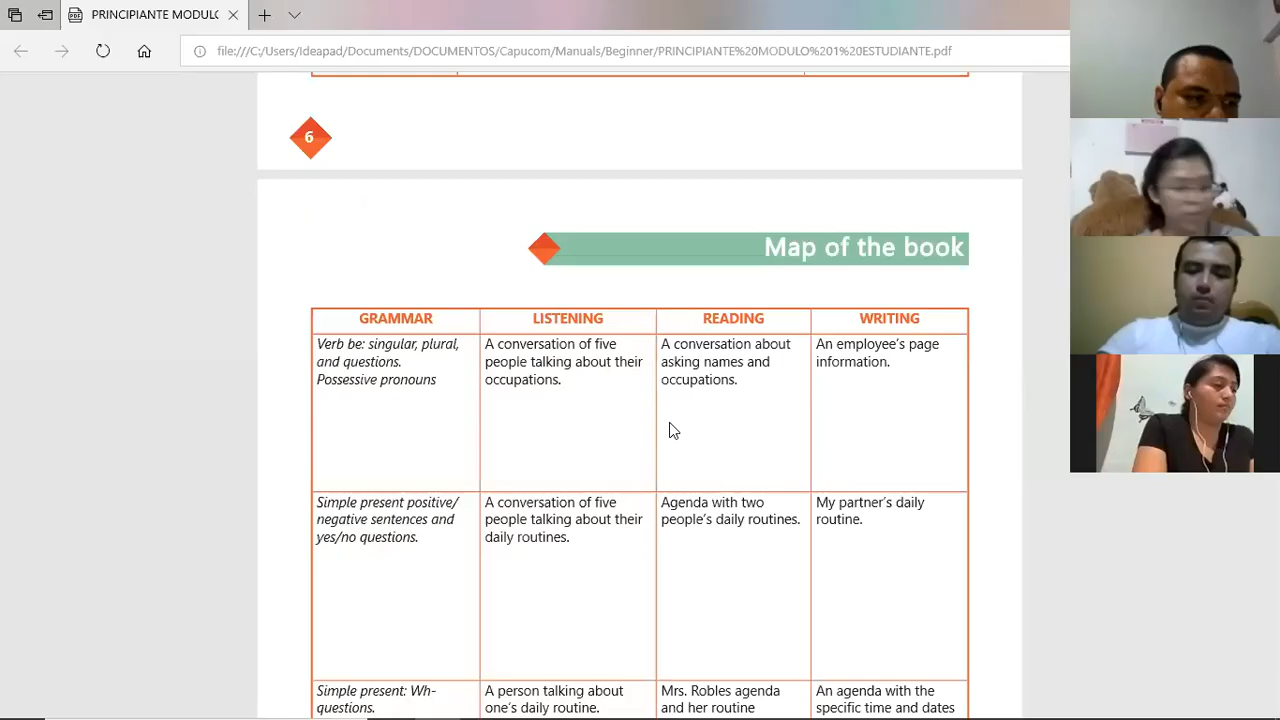 PRINCIPIANTE MODULO
file:///C:/Users/Ideapad/Documents/DOCUMENTOS/Capucom/Manuals/Beginner/PRINCIPIANTE%20MODULO%201%20ESTUDIANTE.pdf
6
Map of the book
GRAMMAR LISTENING READING WRITING
Verb be: singular, plural, A conversation of five A conversation about An employee's page
and questions. people talking about their asking names and information.
Possessive pronouns occupations. occupations.
Simple present positive/ A conversation of five Agenda with two My partner's daily
negative sentences and people talking about their people's daily routines. routine.
yes/no questions. daily routines.
Simple present: Wh- A person talking about Mrs. Robles agenda An agenda with the
questions. one's daily routine. and her routine specific time and dates